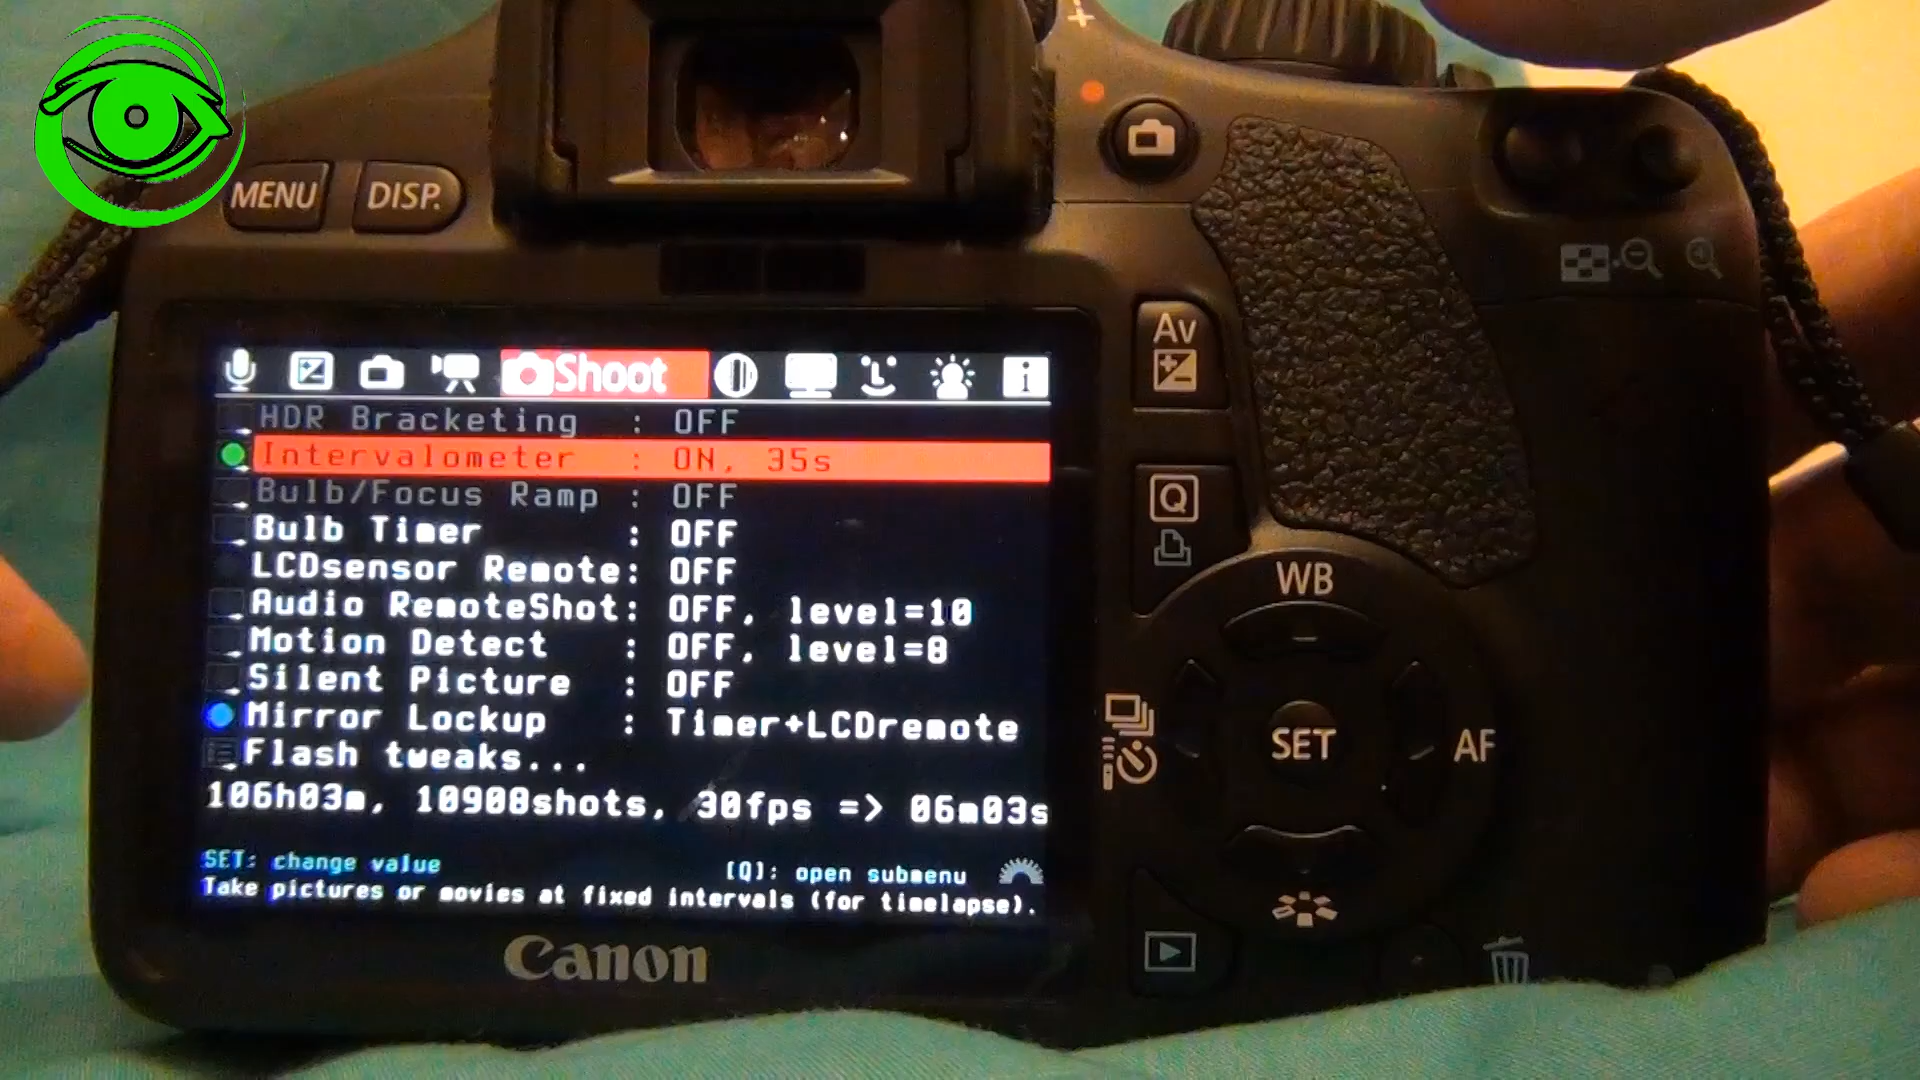 MENU DISP.
Shoot
HDR Bracketing : OFF
Intervalometer : ON, 35s
Bulb/Focus Ramp : OFF
Bulb Timer : OFF
LCDsensor Remote: OFF
Audio RemoteShot: OFF, level=10
Motion Detect : OFF, level=8
Silent Picture : OFF
Mirror Lockup : Timer+LCDremote
Flash tweaks...
106h03m, 10908shots, 30fps => 06m03s
SET: change value [Q]: open submenu
Take pictures or movies at fixed intervals (for timelapse).
Canon
Av
Q
WB
SET
AF